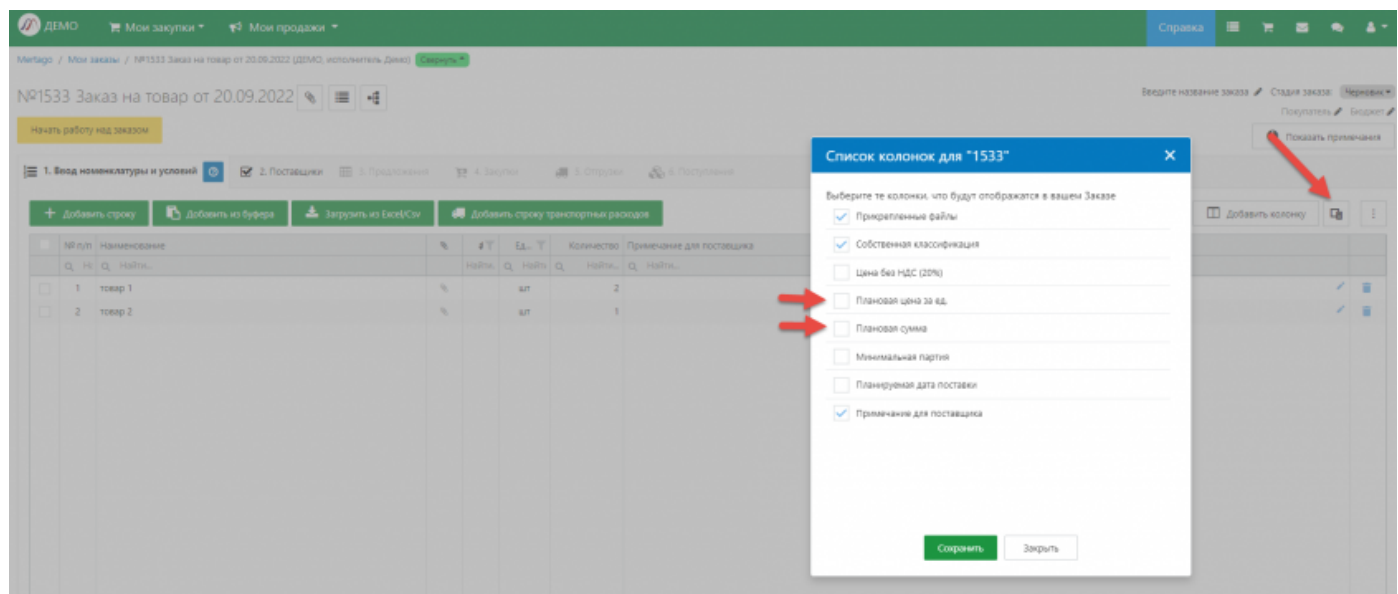 ДЕМО Мои закупки Мои продажи Справка
Mertago / Мои заказы / №1533 Заказ на товар от 20.09.2022 (ДЕМО, исполнитель Демо) Свернуть
№1533 Заказ на товар от 20.09.2022
Введите название заказа Стадия заказа: Черновик
Покупатель Бюджет
Начать работу над заказом
Показать примечания
1. Ввод номенклатуры и условий 2. Поставщики 3. Предложения 4. Закупки 5. Отгрузки 6. Поступления
Добавить строку Добавить из буфера Загрузить из Excel/Csv Добавить строку транспортных расходов Добавить колонку
№ п/п Наименование Ед... Количество Примечание для поставщика
Найти... Найти... Найти... Найти...
1 товар 1 шт 2
2 товар 2 шт 1
Список колонок для "1533"
Выберите те колонки, что будут отображатся в вашем Заказе
Прикрепленные файлы
Собственная классификация
Цена без НДС (20%)
Плановая цена за ед.
Плановая сумма
Минимальная партия
Планируемая дата поставки
Примечание для поставщика
Сохранить Закрыть